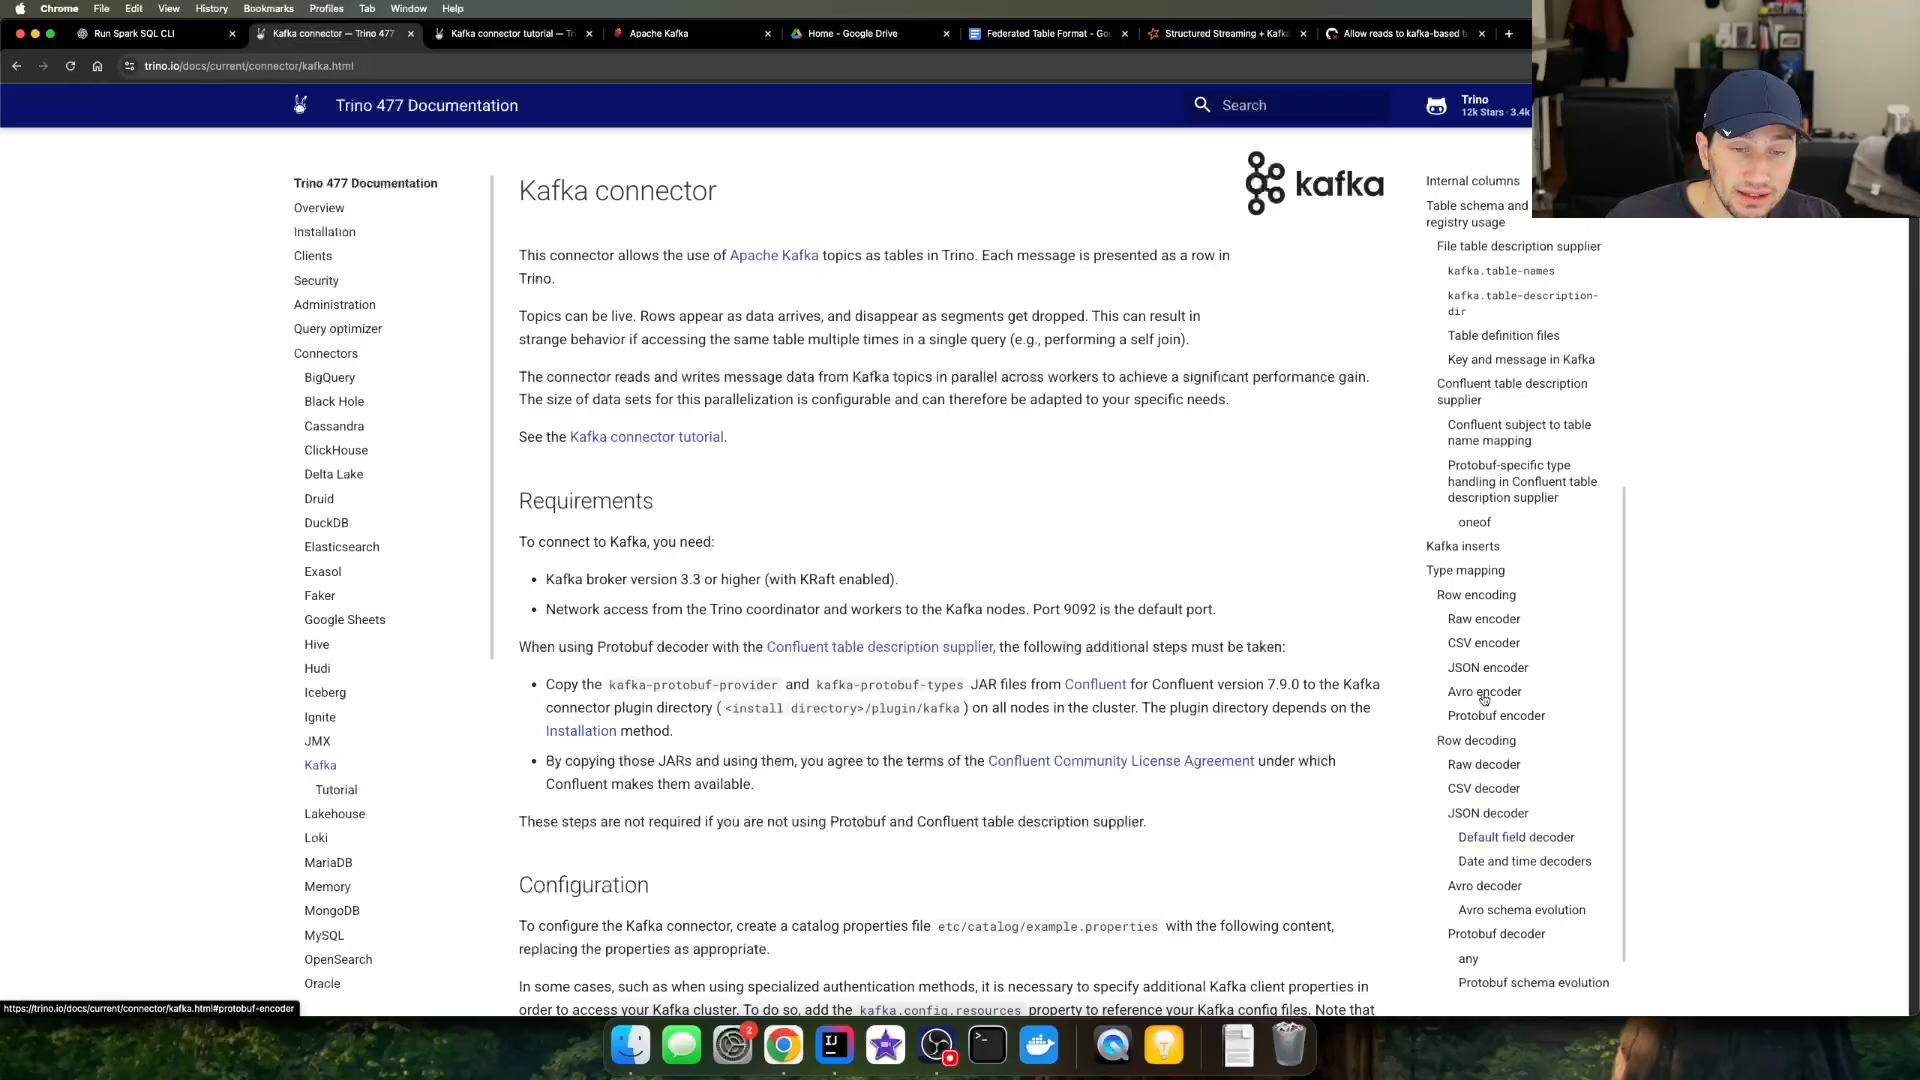 Chrome File Edit View History Bookmarks Profiles Tab Window Help
Run Spark SQL CLI
Kafka connector — Trino 477
Kafka connector tutorial — Tr
Apache Kafka
Home - Google Drive
Federated Table Format - Go
Structured Streaming + Kafka
Allow reads to kafka-based t
trino.io/docs/current/connector/kafka.html
Trino 477 Documentation
Search
Trino
12k Stars · 3.4k
Trino 477 Documentation
Overview
Installation
Clients
Security
Administration
Query optimizer
Connectors
BigQuery
Black Hole
Cassandra
ClickHouse
Delta Lake
Druid
DuckDB
Elasticsearch
Exasol
Faker
Google Sheets
Hive
Hudi
Iceberg
Ignite
JMX
Kafka
Tutorial
Lakehouse
Loki
MariaDB
Memory
MongoDB
MySQL
OpenSearch
Oracle
Kafka connector
kafka
This connector allows the use of Apache Kafka topics as tables in Trino. Each message is presented as a row in
Trino.
Topics can be live. Rows appear as data arrives, and disappear as segments get dropped. This can result in
strange behavior if accessing the same table multiple times in a single query (e.g., performing a self join).
The connector reads and writes message data from Kafka topics in parallel across workers to achieve a significant performance gain.
The size of data sets for this parallelization is configurable and can therefore be adapted to your specific needs.
See the Kafka connector tutorial.
Requirements
To connect to Kafka, you need:
• Kafka broker version 3.3 or higher (with KRaft enabled).
• Network access from the Trino coordinator and workers to the Kafka nodes. Port 9092 is the default port.
When using Protobuf decoder with the Confluent table description supplier, the following additional steps must be taken:
• Copy the kafka-protobuf-provider and kafka-protobuf-types JAR files from Confluent for Confluent version 7.9.0 to the Kafka
connector plugin directory (<install directory>/plugin/kafka) on all nodes in the cluster. The plugin directory depends on the
Installation method.
• By copying those JARs and using them, you agree to the terms of the Confluent Community License Agreement under which
Confluent makes them available.
These steps are not required if you are not using Protobuf and Confluent table description supplier.
Configuration
To configure the Kafka connector, create a catalog properties file etc/catalog/example.properties with the following content,
replacing the properties as appropriate.
In some cases, such as when using specialized authentication methods, it is necessary to specify additional Kafka client properties in
order to access your Kafka cluster. To do so, add the kafka.config.resources property to reference your Kafka config files. Note that
Internal columns
Table schema and
registry usage
File table description supplier
kafka.table-names
kafka.table-description-
dir
Table definition files
Key and message in Kafka
Confluent table description
supplier
Confluent subject to table
name mapping
Protobuf-specific type
handling in Confluent table
description supplier
oneof
Kafka inserts
Type mapping
Row encoding
Raw encoder
CSV encoder
JSON encoder
Avro encoder
Protobuf encoder
Row decoding
Raw decoder
CSV decoder
JSON decoder
Default field decoder
Date and time decoders
Avro decoder
Avro schema evolution
Protobuf decoder
any
Protobuf schema evolution
https://trino.io/docs/current/connector/kafka.html#protobuf-encoder
2
IJ